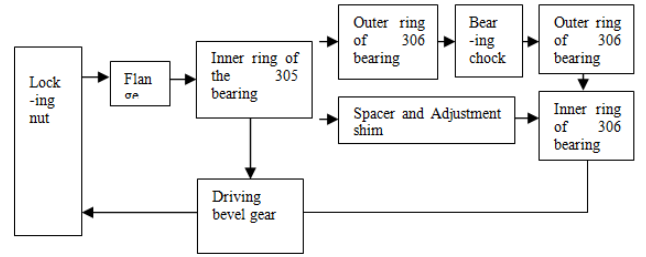 Lock
-ing
nut
Flan
ge
Inner ring of
the 305
bearing
Outer ring
of 306
bearing
Bear
-ing
chock
Outer ring
of 306
bearing
Spacer and Adjustment
shim
Inner ring
of 306
bearing
Driving
bevel gear